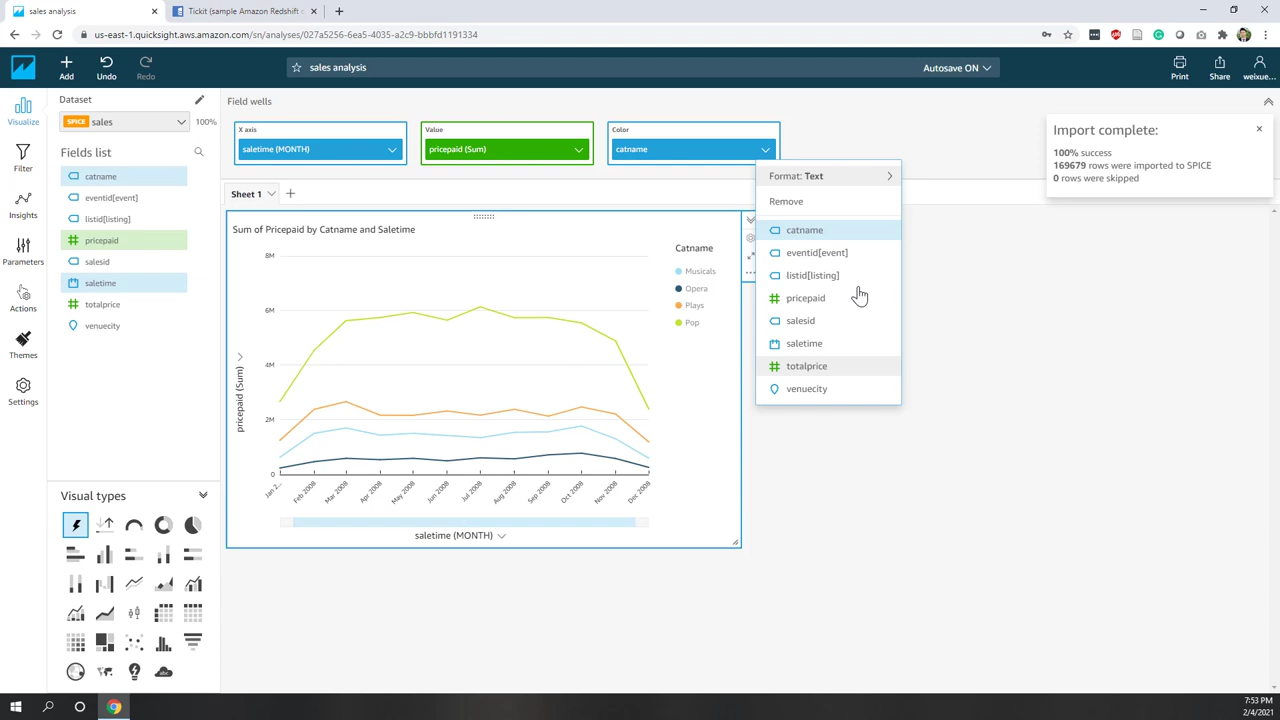 sales analysis
Tickit (sample Amazon Redshift d
us-east-1.quicksight.aws.amazon.com/sn/analyses/027a5256-6ea5-4035-a2c9-bbbfd1191334
Add
Undo
Redo
sales analysis
Autosave ON
Print
Share
weixue...
Visualize
Filter
Insights
Parameters
Actions
Themes
Settings
Dataset
SPICE sales
100%
Fields list
catname
eventid[event]
listid[listing]
pricepaid
salesid
saletime
totalprice
venuecity
Visual types
Field wells
X axis
saletime (MONTH)
Value
pricepaid (Sum)
Color
catname
Sheet 1
Format: Text
Remove
catname
eventid[event]
listid[listing]
pricepaid
salesid
saletime
totalprice
venuecity
Import complete:
100% success
169679 rows were imported to SPICE
0 rows were skipped
Sum of Pricepaid by Catname and Saletime
Catname
Musicals
Opera
Plays
Pop
pricepaid (Sum)
8M
6M
4M
2M
0
Jan 2...
Feb 2008
Mar 2008
Apr 2008
May 2008
Jun 2008
Jul 2008
Aug 2008
Sep 2008
Oct 2008
Nov 2008
Dec 2008
saletime (MONTH)
7:53 PM
2/4/2021